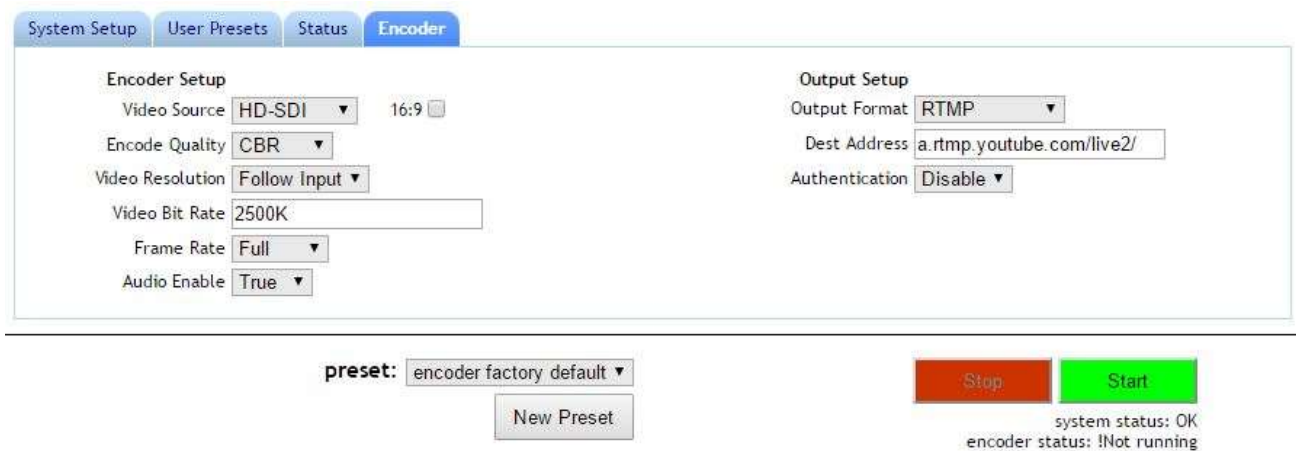 System Setup User Presets Status Encoder
Encoder Setup
Video Source HD-SDI 16:9
Encode Quality CBR
Video Resolution Follow Input
Video Bit Rate 2500K
Frame Rate Full
Audio Enable True
Output Setup
Output Format RTMP
Dest Address a.rtmp.youtube.com/live2/
Authentication Disable
preset: encoder factory default
New Preset
Stop Start
system status: OK
encoder status: !Not running